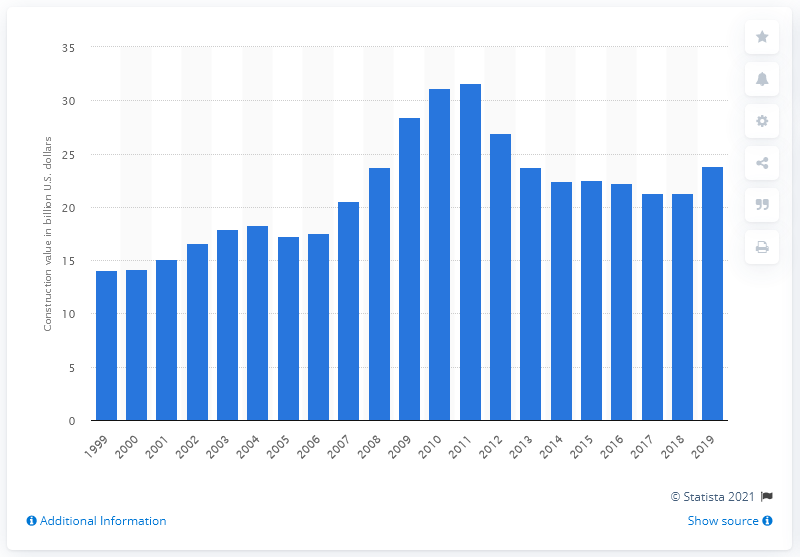 35
30
25
20
15
10
5
0
Construction value in billion U.S. dollars
1999 2000 2001 2002 2003 2004 2005 2006 2007 2008 2009 2010 2011 2012 2013 2014 2015 2016 2017 2018 2019
© Statista 2021
Additional Information
Show source